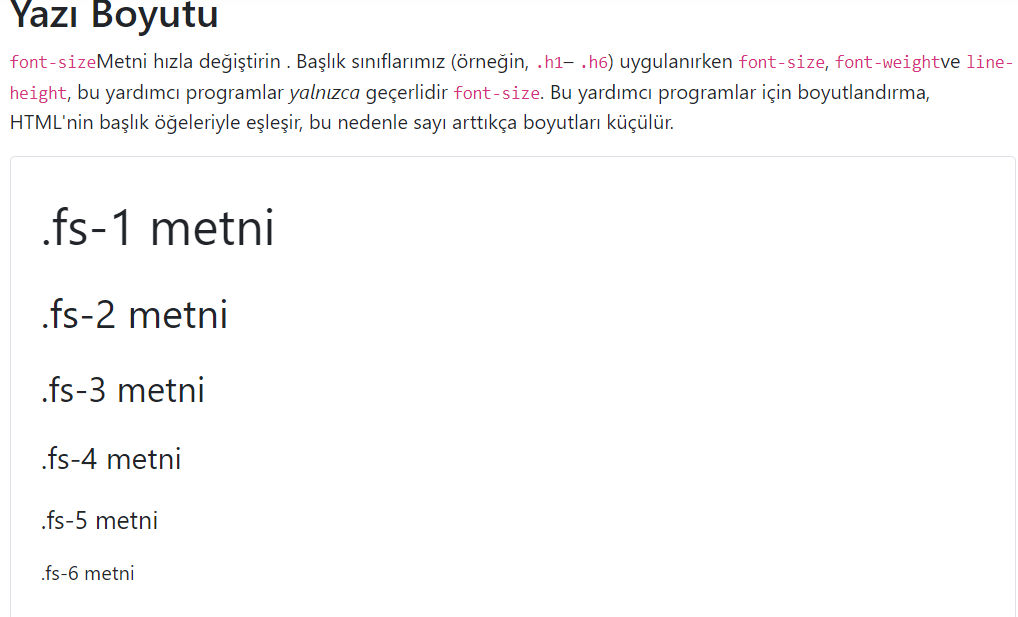 Yazı Boyutu
font-sizeMetni hızla değiştirin . Başlık sınıflarımız (örneğin, .h1– .h6) uygulanırken font-size, font-weightve line-
height, bu yardımcı programlar yalnızca geçerlidir font-size. Bu yardımcı programlar için boyutlandırma,
HTML'nin başlık öğeleriyle eşleşir, bu nedenle sayı arttıkça boyutları küçülür.
.fs-1 metni
.fs-2 metni
.fs-3 metni
.fs-4 metni
.fs-5 metni
.fs-6 metni